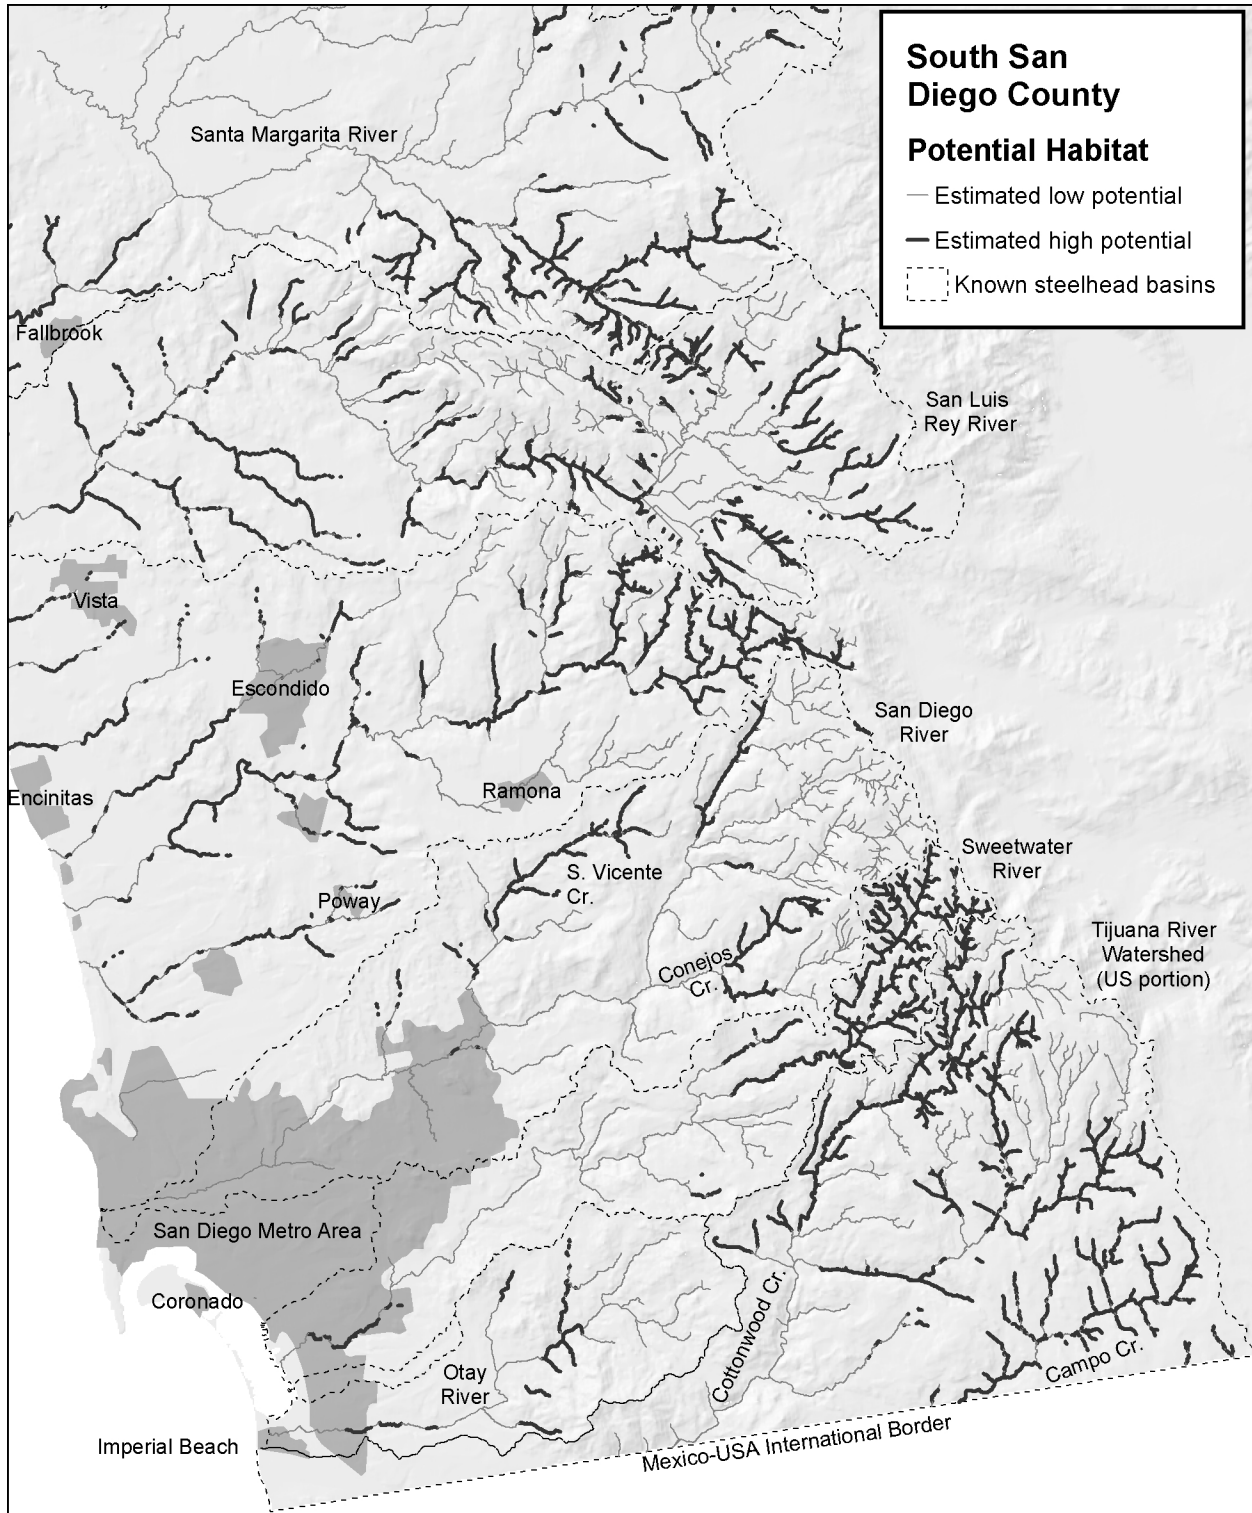 South San
Diego County
Potential Habitat
Estimated low potential
Estimated high potential
Known steelhead basins
Santa Margarita River
Fallbrook
San Luis
Rey River
Vista
Escondido
San Diego
River
Encinitas
Ramona
Sweetwater
River
S. Vicente
Cr.
Poway
Tijuana River
Watershed
(US portion)
Conejos
Cr.
San Diego Metro Area
Coronado
Cottonwood Cr.
Otay
River
Campo Cr.
Imperial Beach
Mexico-USA International Border